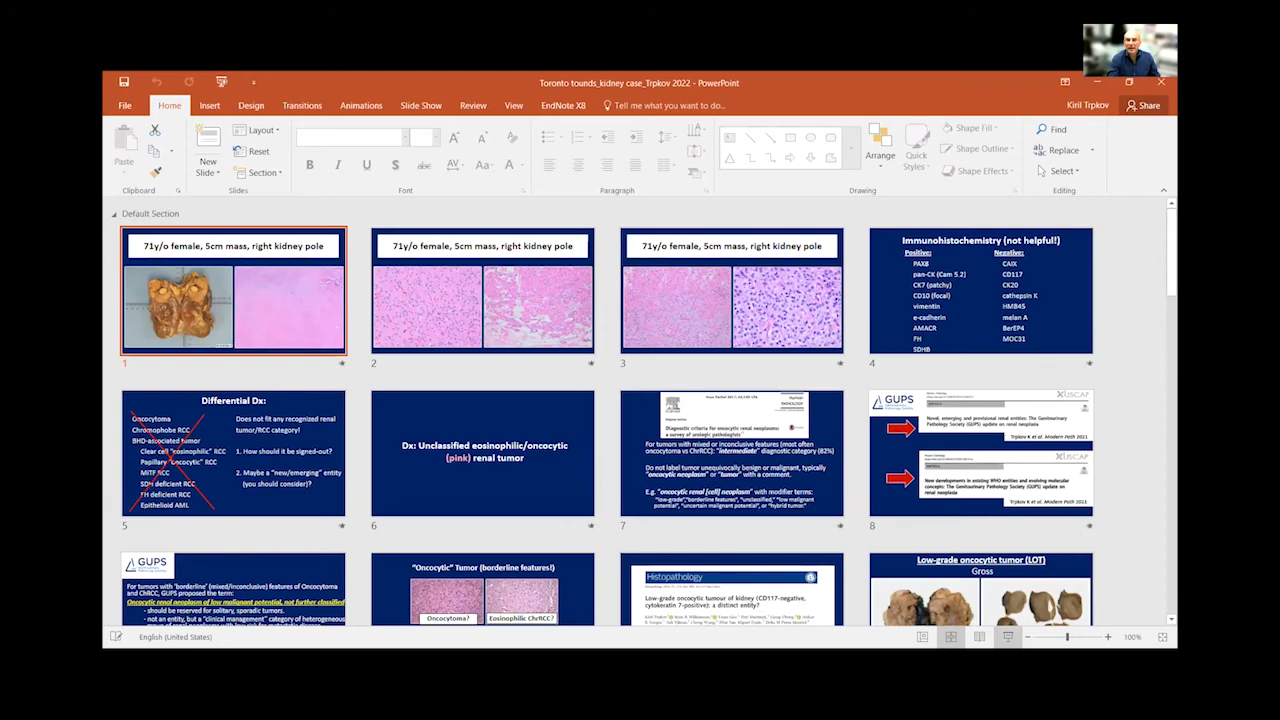 Toronto tounds_kidney case_Trpkov 2022 - PowerPoint
File Home Insert Design Transitions Animations Slide Show Review View EndNote X8 Tell me what you want to do... Kiril Trpkov Share
Paste
Clipboard
New Slide
Layout
Reset
Section
Slides
B I U S abc AV Aa A
Font
Paragraph
Arrange
Quick Styles
Shape Fill
Shape Outline
Shape Effects
Drawing
Find
Replace
Select
Editing
Default Section
71y/o female, 5cm mass, right kidney pole
1
71y/o female, 5cm mass, right kidney pole
2
71y/o female, 5cm mass, right kidney pole
3
Immunohistochemistry (not helpful!)
Positive:
PAX8
pan-CK (Cam 5.2)
CK7 (patchy)
CD10 (focal)
vimentin
e-cadherin
AMACR
FH
SDHB
Negative:
CAIX
CD117
CK20
cathepsin K
HMB45
melan A
BerEP4
MOC31
4
Differential Dx:
Oncocytoma
Chromophobe RCC
BHD-associated tumor
Clear cell "eosinophilic" RCC
Papillary "oncocytic" RCC
MiTF RCC
SDH deficient RCC
FH deficient RCC
Epithelioid AML
Does not fit any recognized renal
tumor/RCC category!
1. How should it be signed-out?
2. Maybe a "new/emerging" entity
(you should consider)?
5
Dx: Unclassified eosinophilic/oncocytic
(pink) renal tumor
6
HUMAN PATHOLOGY
Diagnostic criteria for oncocytic renal neoplasms:
a survey of urologic pathologists
For tumors with mixed or inconclusive features (most often
oncocytoma vs ChrRCC): "intermediate" diagnostic category (82%)
Do not label tumor unequivocally benign or malignant, typically
"oncocytic neoplasm" or "tumor" with a comment.
E.g. "oncocytic renal [cell] neoplasm" with modifier terms:
"low-grade", "borderline features", "unclassified," "low malignant
potential", "uncertain malignant potential", or "hybrid tumor."
7
GUPS
USCAP
Novel, emerging and provisional renal entities: The Genitourinary
Pathology Society (GUPS) update on renal neoplasia
Trpkov K et al. Modern Path 2021
USCAP
New developments in existing WHO entities and evolving molecular
concepts: The Genitourinary Pathology Society (GUPS) update on
renal neoplasia
Trpkov K et al. Modern Path 2021
8
GUPS
For tumors with 'borderline' (mixed/inconclusive) features of Oncocytoma
and ChrRCC, GUPS proposed the term:
Oncocytic renal neoplasm of low malignant potential, not further classified
- should be reserved for solitary, sporadic tumors.
- not an entity, but a "clinical management" category of heterogeneous
"Oncocytic" Tumor (borderline features!)
Oncocytoma?
Eosinophilic ChrRCC?
Histopathology
Low-grade oncocytic tumour of kidney (CD117-negative,
cytokeratin 7-positive): a distinct entity?
Low-grade oncocytic tumor (LOT)
Gross
English (United States)
100%